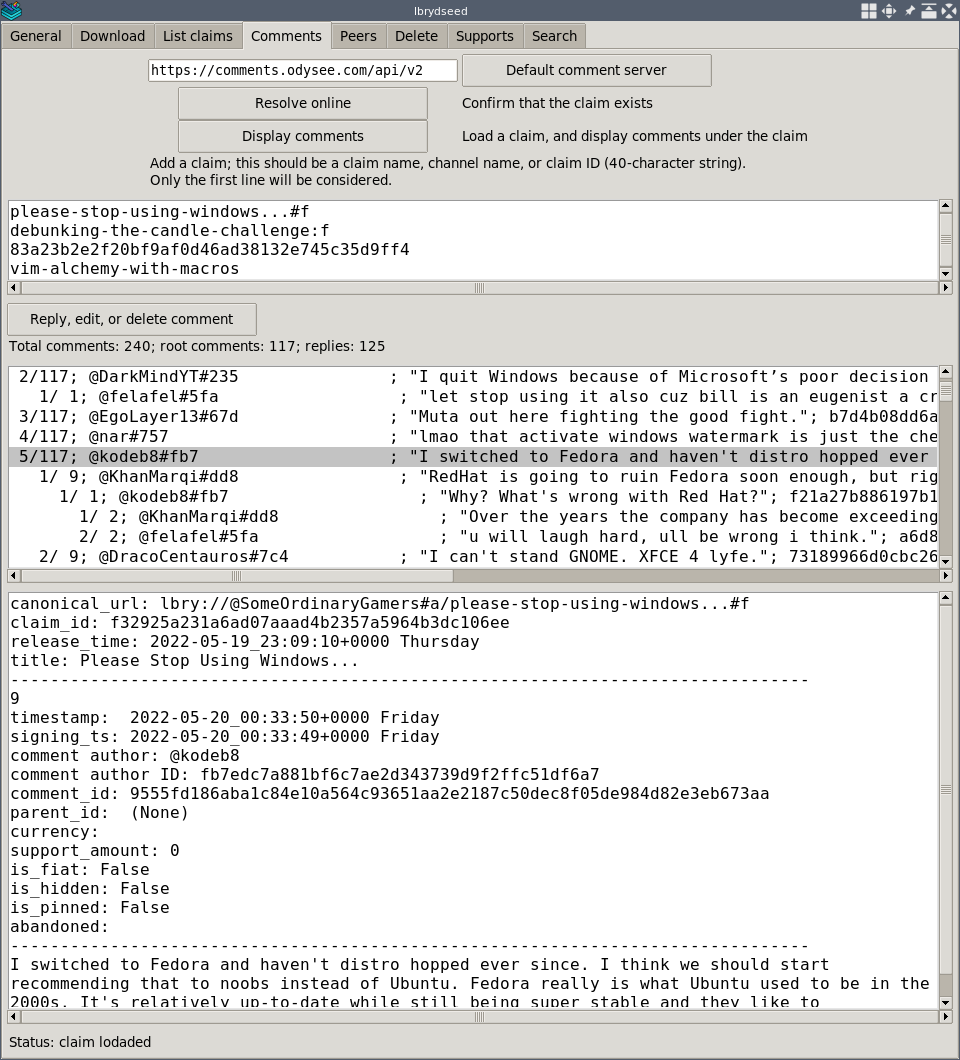 lbrydseed
General Download List claims Comments Peers Delete Supports Search
https://comments.odysee.com/api/v2 Default comment server
Resolve online Confirm that the claim exists
Display comments Load a claim, and display comments under the claim
Add a claim; this should be a claim name, channel name, or claim ID (40-character string).
Only the first line will be considered.
please-stop-using-windows...#f
debunking-the-candle-challenge:f
83a23b2e2f20bf9af0d46ad38132e745c35d9ff4
vim-alchemy-with-macros
Reply, edit, or delete comment
Total comments: 240; root comments: 117; replies: 125
2/117; @DarkMindYT#235 ; "I quit Windows because of Microsoft’s poor decision
1/ 1; @felafel#5fa ; "let stop using it also cuz bill is an eugenist a cr
3/117; @EgoLayer13#67d ; "Muta out here fighting the good fight."; b7d4b08dd6a
4/117; @nar#757 ; "lmao that activate windows watermark is just the che
5/117; @kodeb8#fb7 ; "I switched to Fedora and haven't distro hopped ever
1/ 9; @KhanMarqi#dd8 ; "RedHat is going to ruin Fedora soon enough, but rig
1/ 1; @kodeb8#fb7 ; "Why? What's wrong with Red Hat?"; f21a27b886197b1
1/ 2; @KhanMarqi#dd8 ; "Over the years the company has become exceeding
2/ 2; @felafel#5fa ; "u will laugh hard, ull be wrong i think."; a6d8
2/ 9; @DracoCentauros#7c4 ; "I can't stand GNOME. XFCE 4 lyfe."; 73189966d0cbc26
canonical_url: lbry://@SomeOrdinaryGamers#a/please-stop-using-windows...#f
claim_id: f32925a231a6ad07aaad4b2357a5964b3dc106ee
release_time: 2022-05-19_23:09:10+0000 Thursday
title: Please Stop Using Windows...
--------------------------------------------------------------------------------
9
timestamp:  2022-05-20_00:33:50+0000 Friday
signing_ts: 2022-05-20_00:33:49+0000 Friday
comment author: @kodeb8
comment author ID: fb7edc7a881bf6c7ae2d343739d9f2ffc51df6a7
comment_id: 9555fd186aba1c84e10a564c93651aa2e2187c50dec8f05de984d82e3eb673aa
parent_id:  (None)
currency:
support_amount: 0
is_fiat: False
is_hidden: False
is_pinned: False
abandoned:
--------------------------------------------------------------------------------
I switched to Fedora and haven't distro hopped ever since. I think we should start
recommending that to noobs instead of Ubuntu. Fedora really is what Ubuntu used to be in the
2000s. It's relatively up-to-date while still being super stable and they like to
Status: claim lodaded